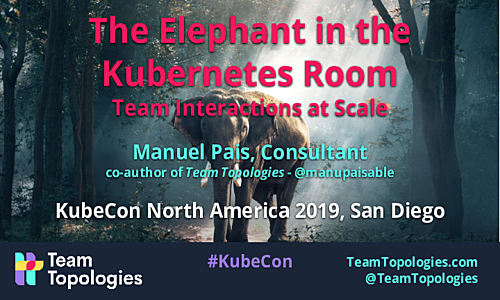 The Elephant in the
Kubernetes Room
Team Interactions at Scale
Manuel Pais, Consultant
co-author of Team Topologies - @manupaisable
KubeCon North America 2019, San Diego
Team
Topologies
#KubeCon
TeamTopologies.com
@TeamTopologies